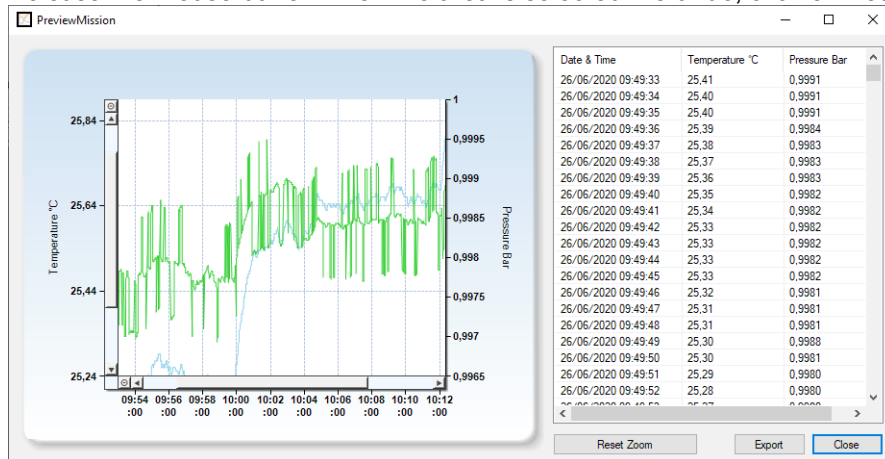 PreviewMission
25,84
25,64
25,44
25,24
Temperature °C
1
0,9995
0,999
0,9985
0,998
0,9975
0,997
0,9965
Pressure Bar
09:54 09:56 09:58 10:00 10:02 10:04 10:06 10:08 10:10 10:12
:00 :00 :00 :00 :00 :00 :00 :00 :00 :00
Date & Time Temperature °C Pressure Bar
26/06/2020 09:49:33 25,41 0,9991
26/06/2020 09:49:34 25,40 0,9991
26/06/2020 09:49:35 25,40 0,9991
26/06/2020 09:49:36 25,39 0,9984
26/06/2020 09:49:37 25,38 0,9983
26/06/2020 09:49:38 25,37 0,9983
26/06/2020 09:49:39 25,36 0,9983
26/06/2020 09:49:40 25,35 0,9982
26/06/2020 09:49:41 25,34 0,9982
26/06/2020 09:49:42 25,33 0,9982
26/06/2020 09:49:43 25,33 0,9982
26/06/2020 09:49:44 25,33 0,9982
26/06/2020 09:49:45 25,33 0,9982
26/06/2020 09:49:46 25,32 0,9981
26/06/2020 09:49:47 25,31 0,9981
26/06/2020 09:49:48 25,31 0,9981
26/06/2020 09:49:49 25,30 0,9988
26/06/2020 09:49:50 25,30 0,9981
26/06/2020 09:49:51 25,29 0,9980
26/06/2020 09:49:52 25,28 0,9980
Reset Zoom Export Close